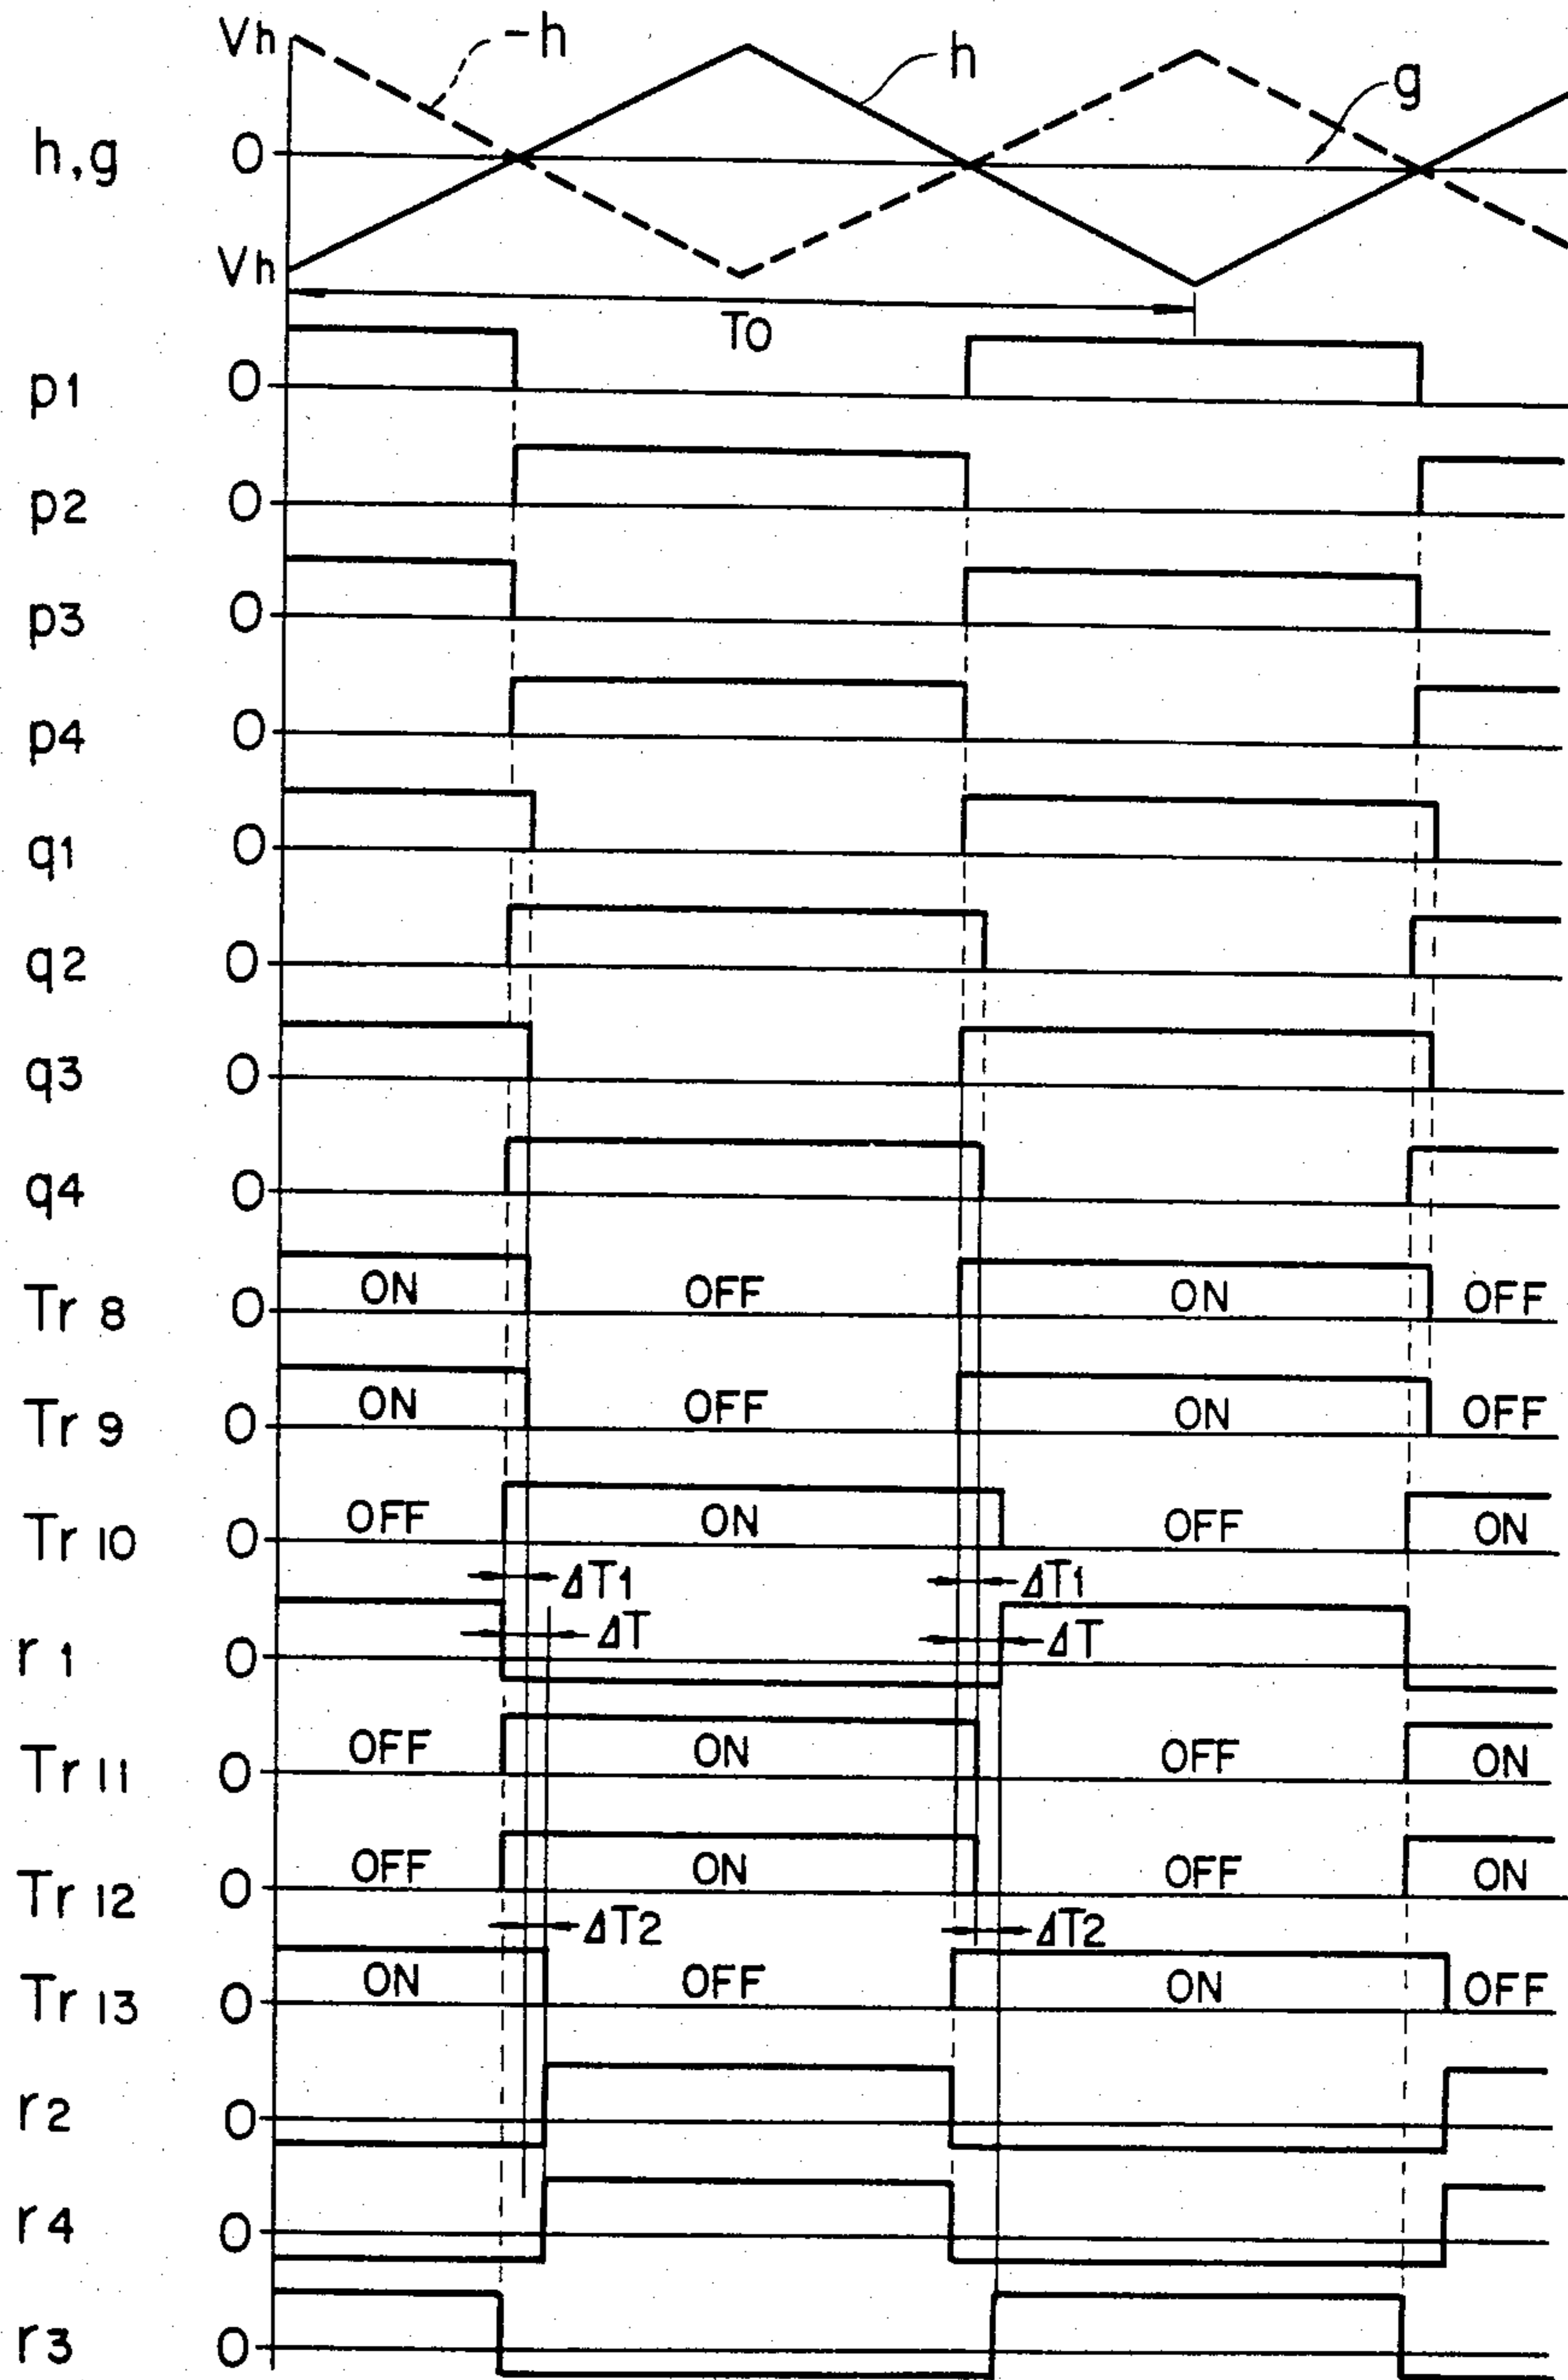 Vh
-h
h
g
h,g
0
Vh
To
p1 0
p2 0
p3 0
p4 0
q1 0
q2 0
q3 0
q4 0
Tr 8 0 ON OFF ON OFF
Tr 9 0 ON OFF ON OFF
Tr 10 0 OFF ON OFF ON
ΔT1 ΔT1
r1 0 ΔT ΔT
Tr 11 0 OFF ON OFF ON
Tr 12 0 OFF ON OFF ON
ΔT2 ΔT2
Tr 13 0 ON OFF ON OFF
r2 0
r4 0
r3 0